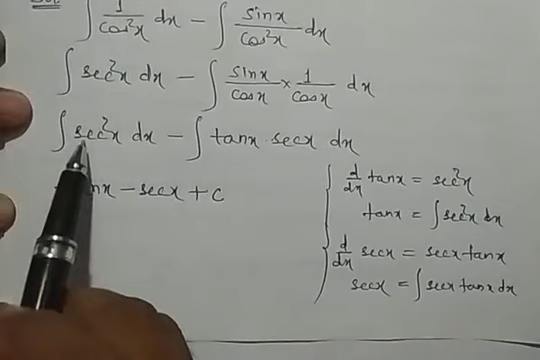 ∫ 1/cos²x dx − ∫ sinx/cos²x dx
∫ sec²x dx − ∫ sinx/cosx × 1/cosx dx
∫ sec²x dx − ∫ tanx · secx dx
− secx + c
d/dx tanx = sec²x
tanx = ∫ sec²x dx
d/dx secx = secx tanx
secx = ∫ secx tanx dx